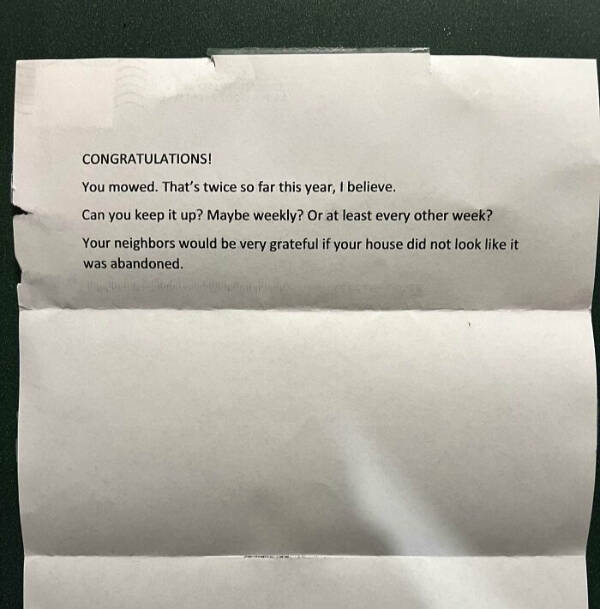 CONGRATULATIONS!
You mowed. That's twice so far this year, I believe.
Can you keep it up? Maybe weekly? Or at least every other week?
Your neighbors would be very grateful if your house did not look like it
was abandoned.